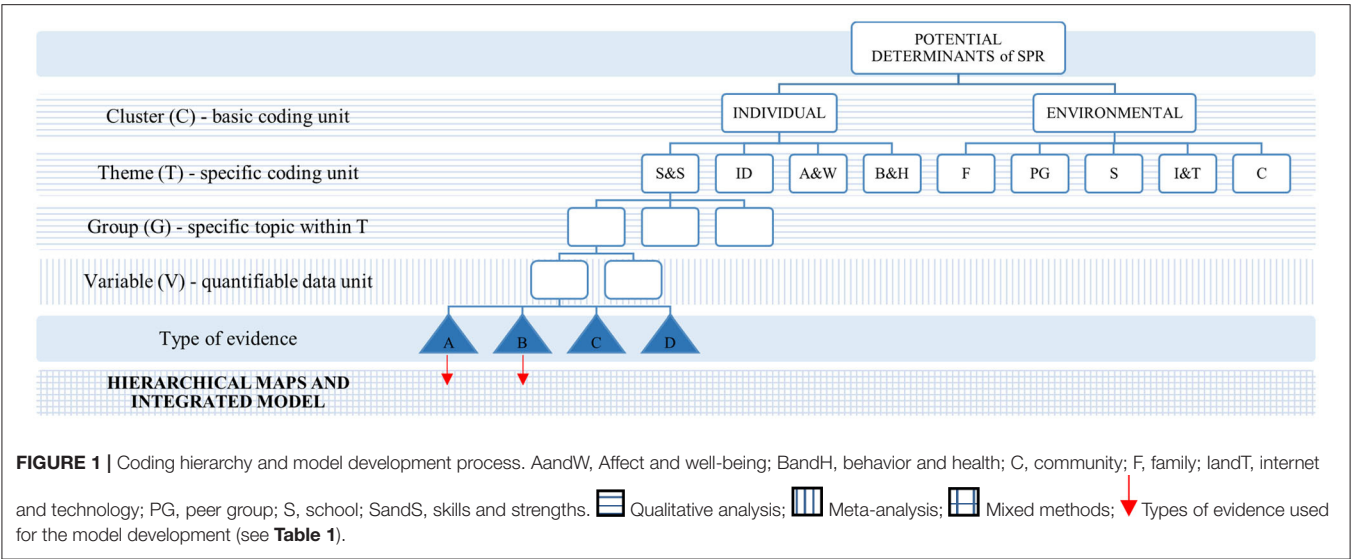 POTENTIAL
DETERMINANTS of SPR
Cluster (C) - basic coding unit
INDIVIDUAL
ENVIRONMENTAL
Theme (T) - specific coding unit
S&S
ID
A&W
B&H
F
PG
S
I&T
C
Group (G) - specific topic within T
Variable (V) - quantifiable data unit
Type of evidence
A
B
C
D
HIERARCHICAL MAPS AND
INTEGRATED MODEL
FIGURE 1 | Coding hierarchy and model development process. AandW, Affect and well-being; BandH, behavior and health; C, community; F, family; IandT, internet
and technology; PG, peer group; S, school; SandS, skills and strengths. Qualitative analysis; Meta-analysis; Mixed methods; Types of evidence used
for the model development (see Table 1).